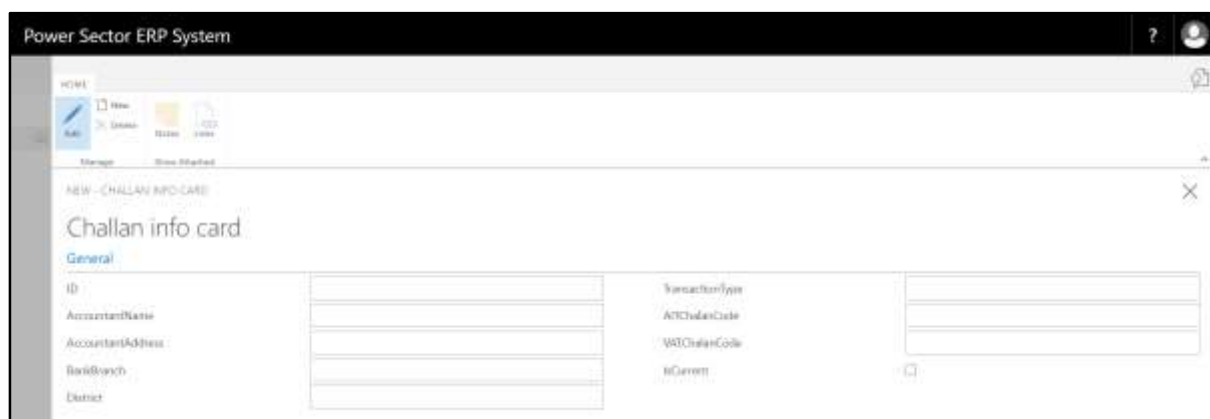 Power Sector ERP System ?
HOME
New
Edit Delete Notes Links
Manage Show Attached
NEW - CHALLAN INFO CARD
Challan info card
General
ID TransactionType
AccountantName AITChalanCode
AccountantAddress VATChalanCode
BankBranch IsCurrent
District